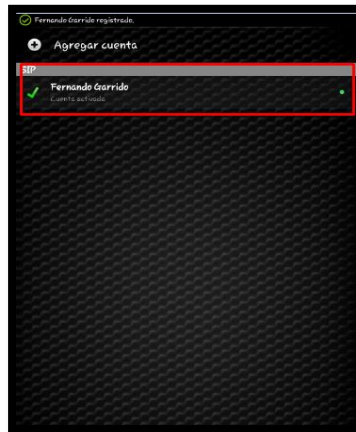 Fernando Garrido registrado.
Agregar cuenta
SIP
Fernando Garrido
Cuenta activada